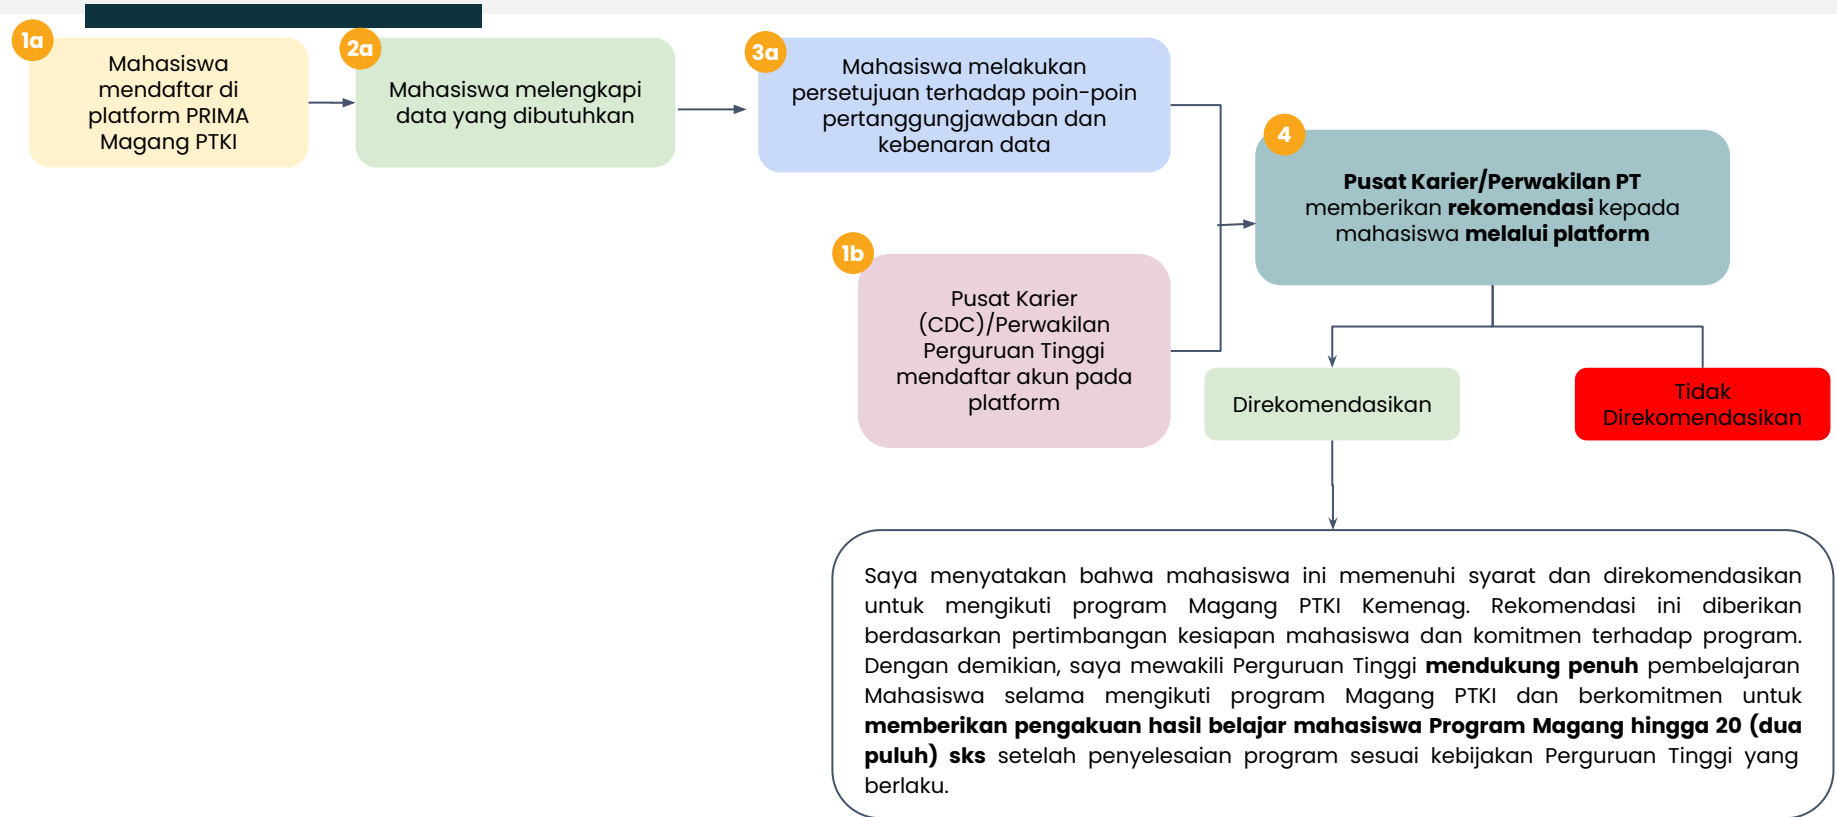 1a
Mahasiswa
mendaftar di
platform PRIMA
Magang PTKI
2a
Mahasiswa melengkapi
data yang dibutuhkan
3a
Mahasiswa melakukan
persetujuan terhadap poin-poin
pertanggungjawaban dan
kebenaran data
1b
Pusat Karier
(CDC)/Perwakilan
Perguruan Tinggi
mendaftar akun pada
platform
4
Pusat Karier/Perwakilan PT
memberikan rekomendasi kepada
mahasiswa melalui platform
Direkomendasikan
Tidak
Direkomendasikan
Saya menyatakan bahwa mahasiswa ini memenuhi syarat dan direkomendasikan
untuk mengikuti program Magang PTKI Kemenag. Rekomendasi ini diberikan
berdasarkan pertimbangan kesiapan mahasiswa dan komitmen terhadap program.
Dengan demikian, saya mewakili Perguruan Tinggi mendukung penuh pembelajaran
Mahasiswa selama mengikuti program Magang PTKI dan berkomitmen untuk
memberikan pengakuan hasil belajar mahasiswa Program Magang hingga 20 (dua
puluh) sks setelah penyelesaian program sesuai kebijakan Perguruan Tinggi yang
berlaku.